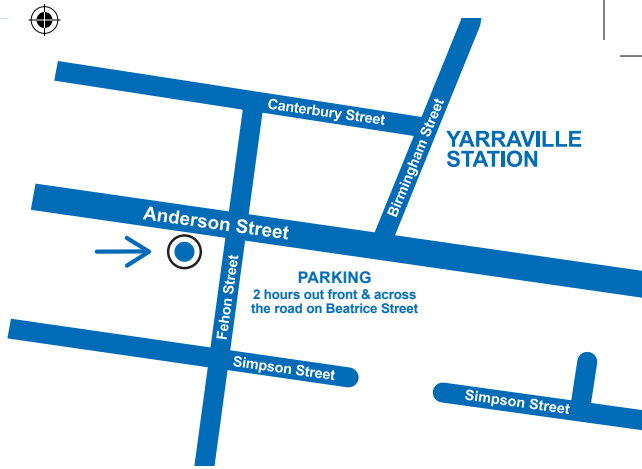 Canterbury Street
Birmingham Street
YARRAVILLE
STATION
Anderson Street
Fehon Street
PARKING
2 hours out front & across
the road on Beatrice Street
Simpson Street
Simpson Street